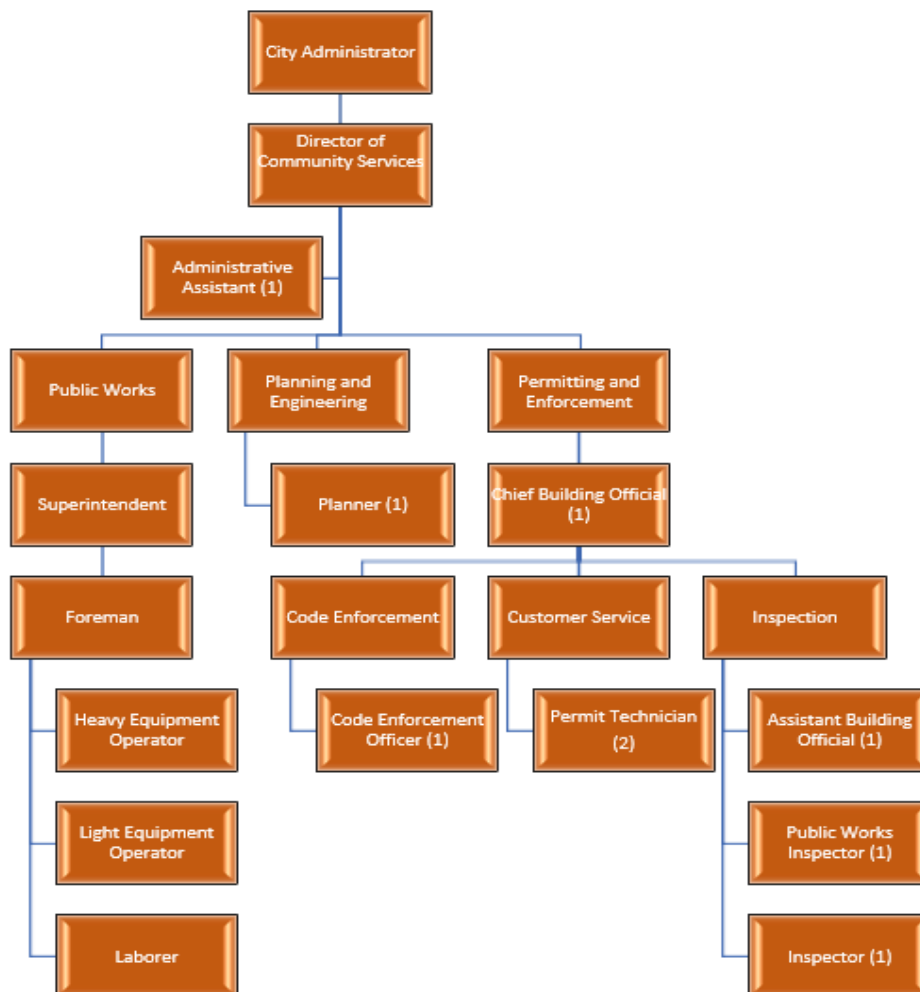 City Administrator
Director of
Community Services
Administrative
Assistant (1)
Public Works
Planning and
Engineering
Permitting and
Enforcement
Superintendent
Planner (1)
Chief Building Official
(1)
Foreman
Code Enforcement
Customer Service
Inspection
Heavy Equipment
Operator
Code Enforcement
Officer (1)
Permit Technician
(2)
Assistant Building
Official (1)
Light Equipment
Operator
Public Works
Inspector (1)
Laborer
Inspector (1)